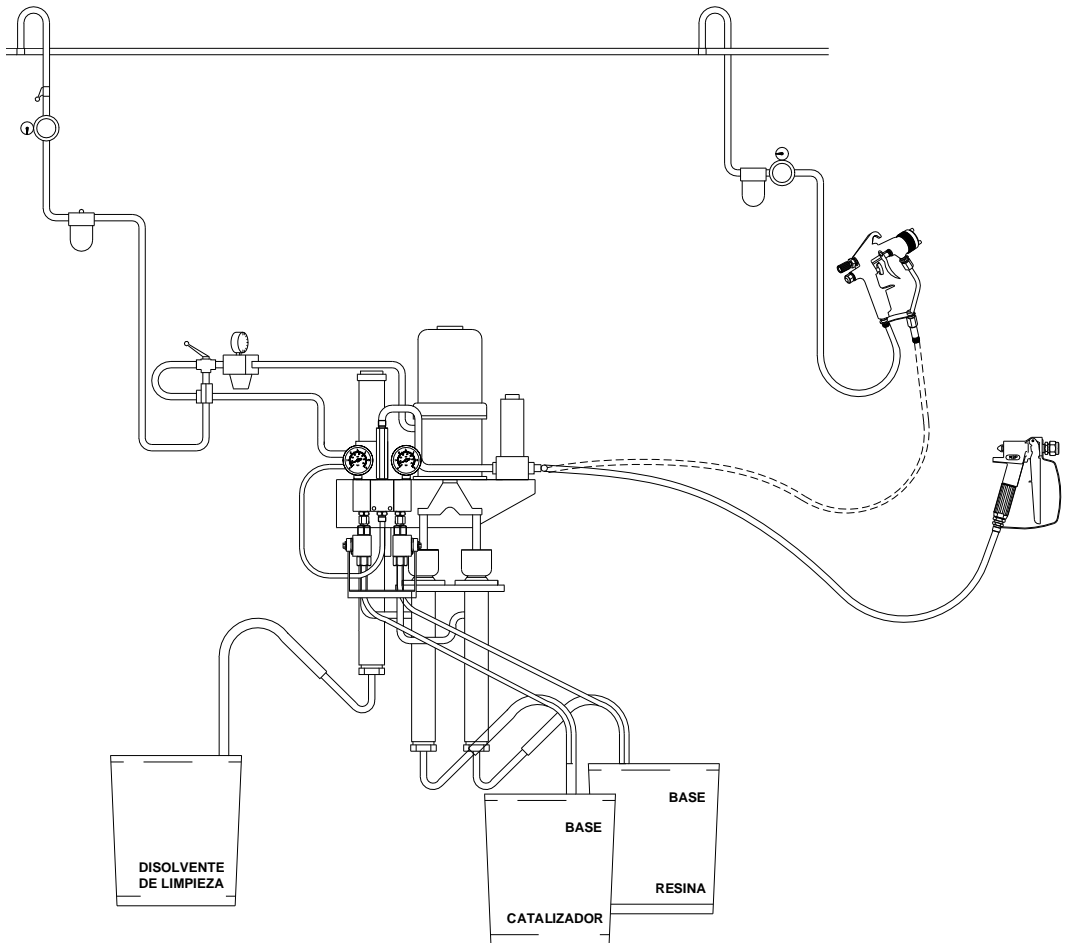 BASE
BASE
DISOLVENTE
DE LIMPIEZA
RESINA
CATALIZADOR